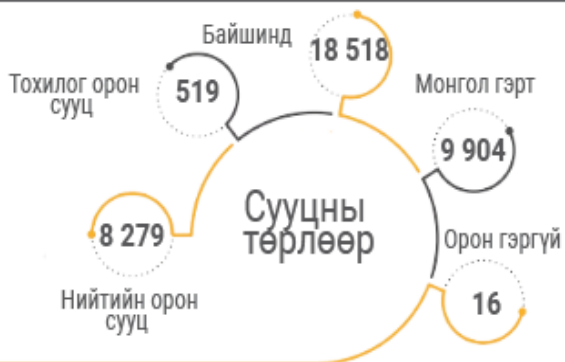 Байшинд
18 518
Тохилог орон
сууц
519
Монгол гэрт
9 904
Сууцны
төрлөөр
8 279
Нийтийн орон
сууц
Орон гэргүй
16